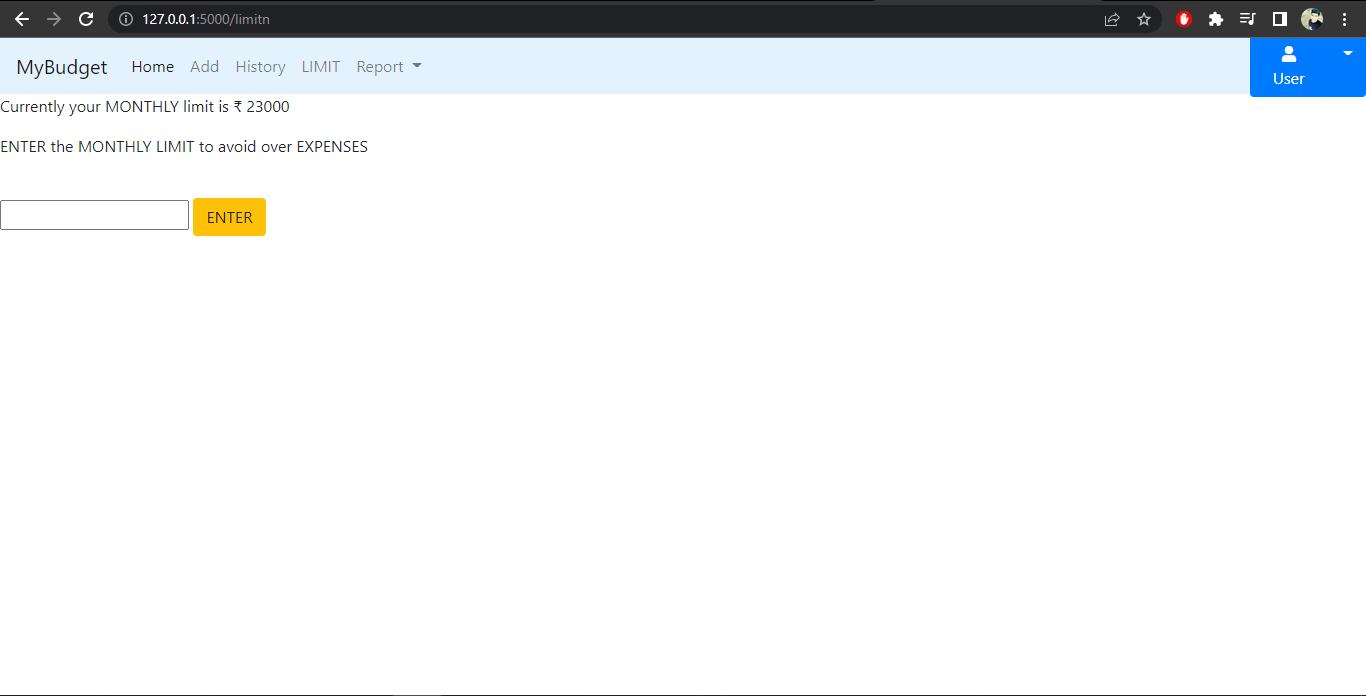 127.0.0.1:5000/limitn
MyBudget Home Add History LIMIT Report User
Currently your MONTHLY limit is ₹ 23000
ENTER the MONTHLY LIMIT to avoid over EXPENSES
ENTER